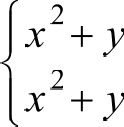 x² + y
x² + y